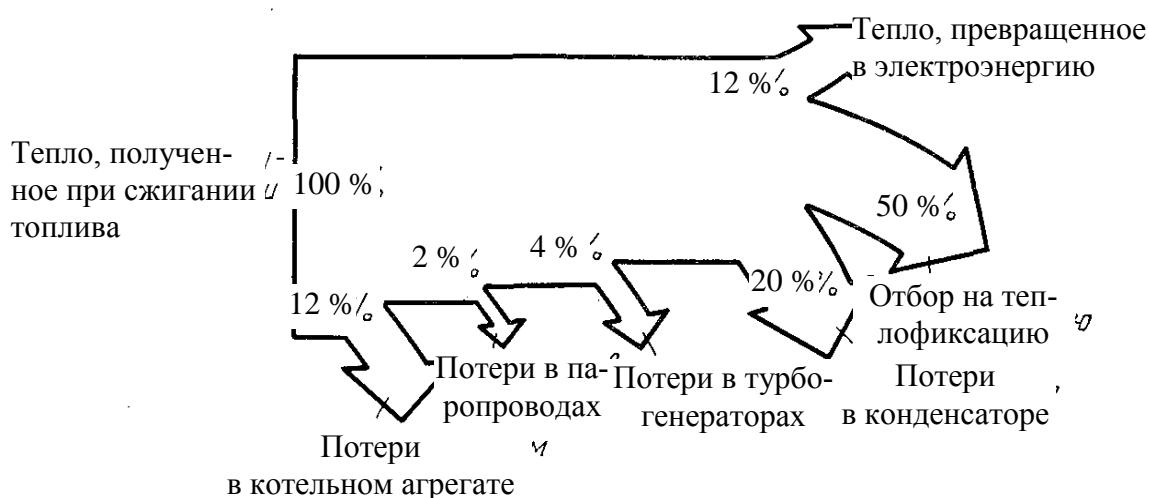 Тепло, превращенное
в электроэнергию
12 %
Тепло, получен-
ное при сжигании
топлива
100 %
50 %
2 %
4 %
20 %
12 %
Отбор на теп-
лофиксацию
Потери в па-
ропроводах
Потери в турбо-
генераторах
Потери
в конденсаторе
Потери
в котельном агрегате